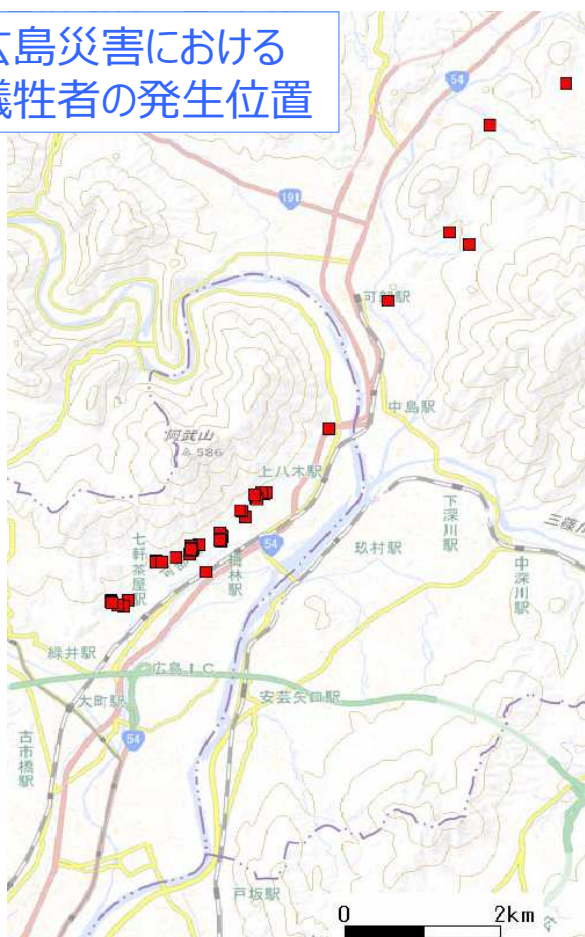 広島災害における
犠牲者の発生位置
54
191
可部駅
中島駅
阿武山
586
上八木駅
下深川駅
三篠川
七軒茶屋駅
梅林駅
54
玖村駅
中深川駅
緑井駅
広島I.C
大町駅
安芸矢口駅
54
古市橋駅
戸坂駅
0
2km